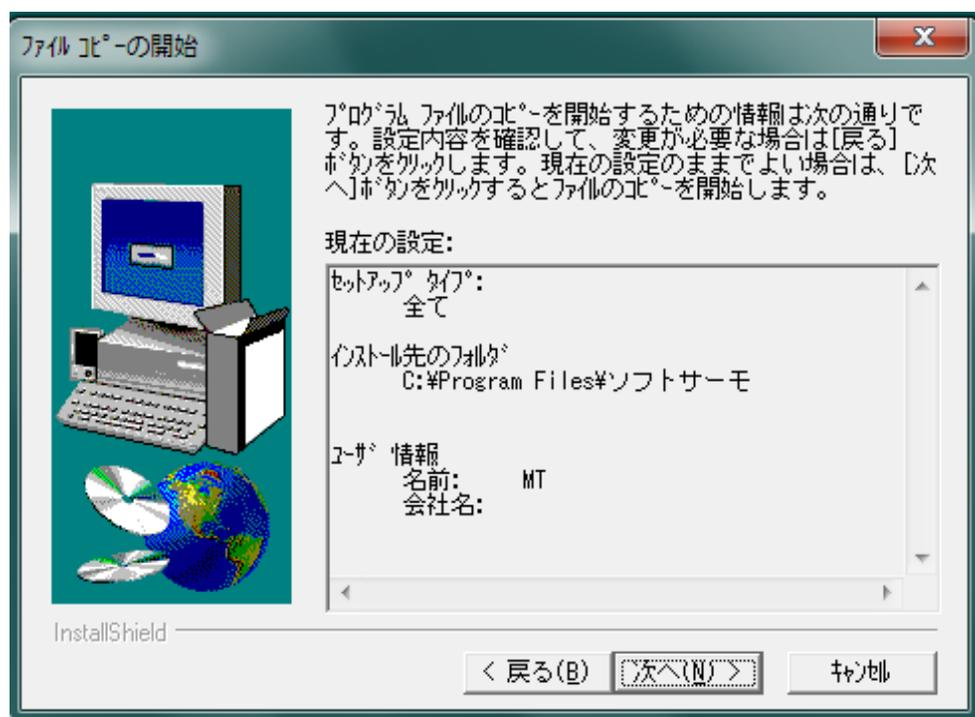 ﾌｧｲﾙ ｺﾋﾟｰの開始
ﾌﾟﾛｸﾞﾗﾑ ﾌｧｲﾙのｺﾋﾟｰを開始するための情報は次の通りで
す。設定内容を確認して、変更が必要な場合は[戻る]
ﾎﾞﾀﾝをｸﾘｯｸします。現在の設定のままでよい場合は、[次
へ]ﾎﾞﾀﾝをｸﾘｯｸするとﾌｧｲﾙのｺﾋﾟｰを開始します。
現在の設定:
ｾｯﾄｱｯﾌﾟ ﾀｲﾌﾟ:
全て
ｲﾝｽﾄｰﾙ先のﾌｫﾙﾀﾞ
C:¥Program Files¥ソフトサーモ
ﾕｰｻﾞ 情報
名前: MT
会社名:
InstallShield
< 戻る(B)
次へ(N) >
ｷｬﾝｾﾙ